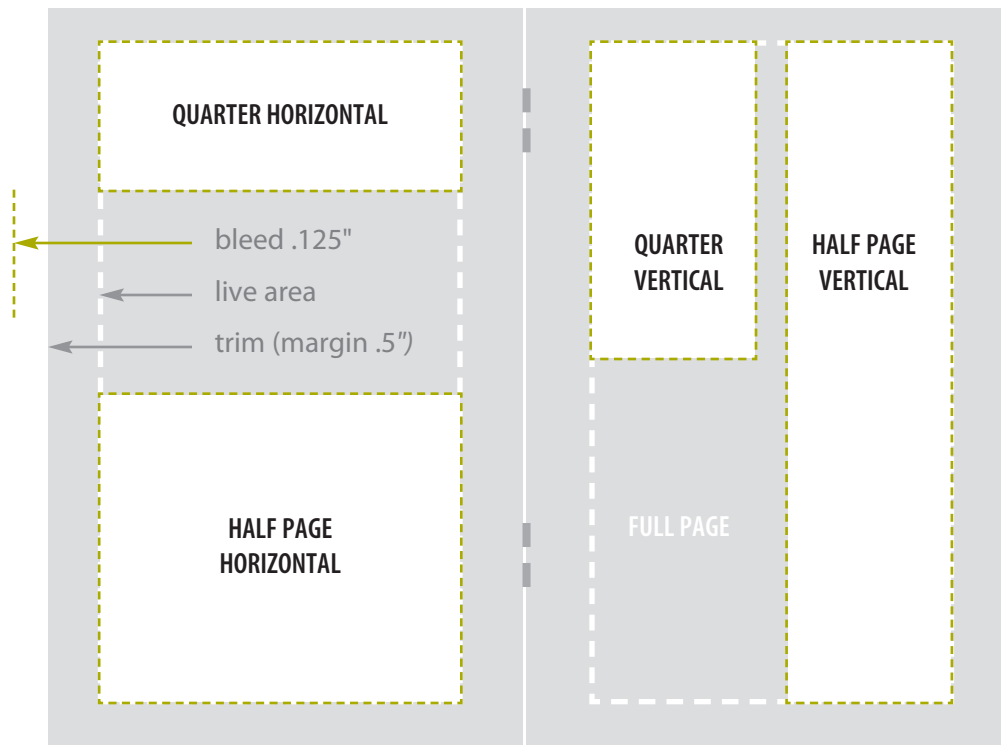 QUARTER HORIZONTAL
bleed .125"
live area
trim (margin .5")
HALF PAGE
HORIZONTAL
QUARTER
VERTICAL
HALF PAGE
VERTICAL
FULL PAGE